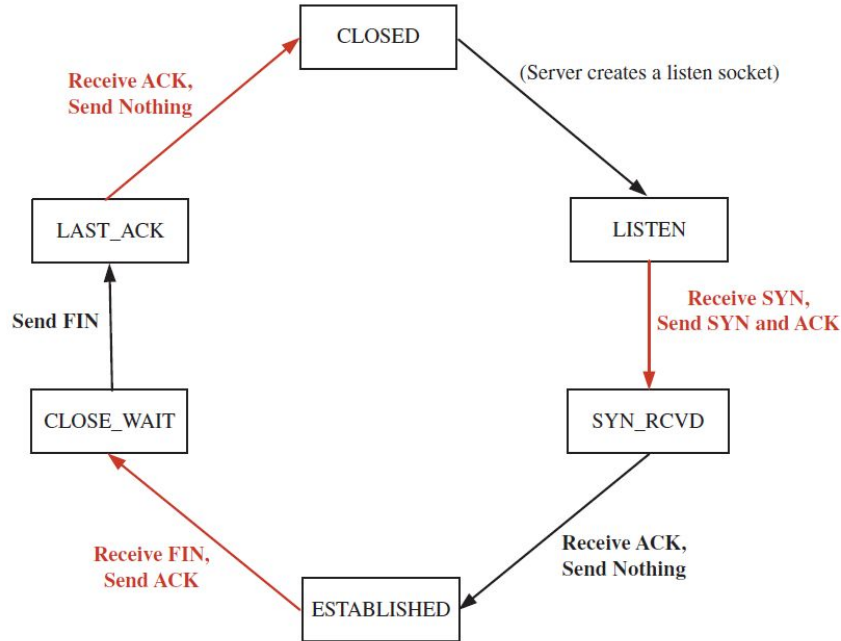 CLOSED
(Server creates a listen socket)
Receive ACK,
Send Nothing
LAST_ACK
LISTEN
Send FIN
Receive SYN,
Send SYN and ACK
CLOSE_WAIT
SYN_RCVD
Receive FIN,
Send ACK
Receive ACK,
Send Nothing
ESTABLISHED